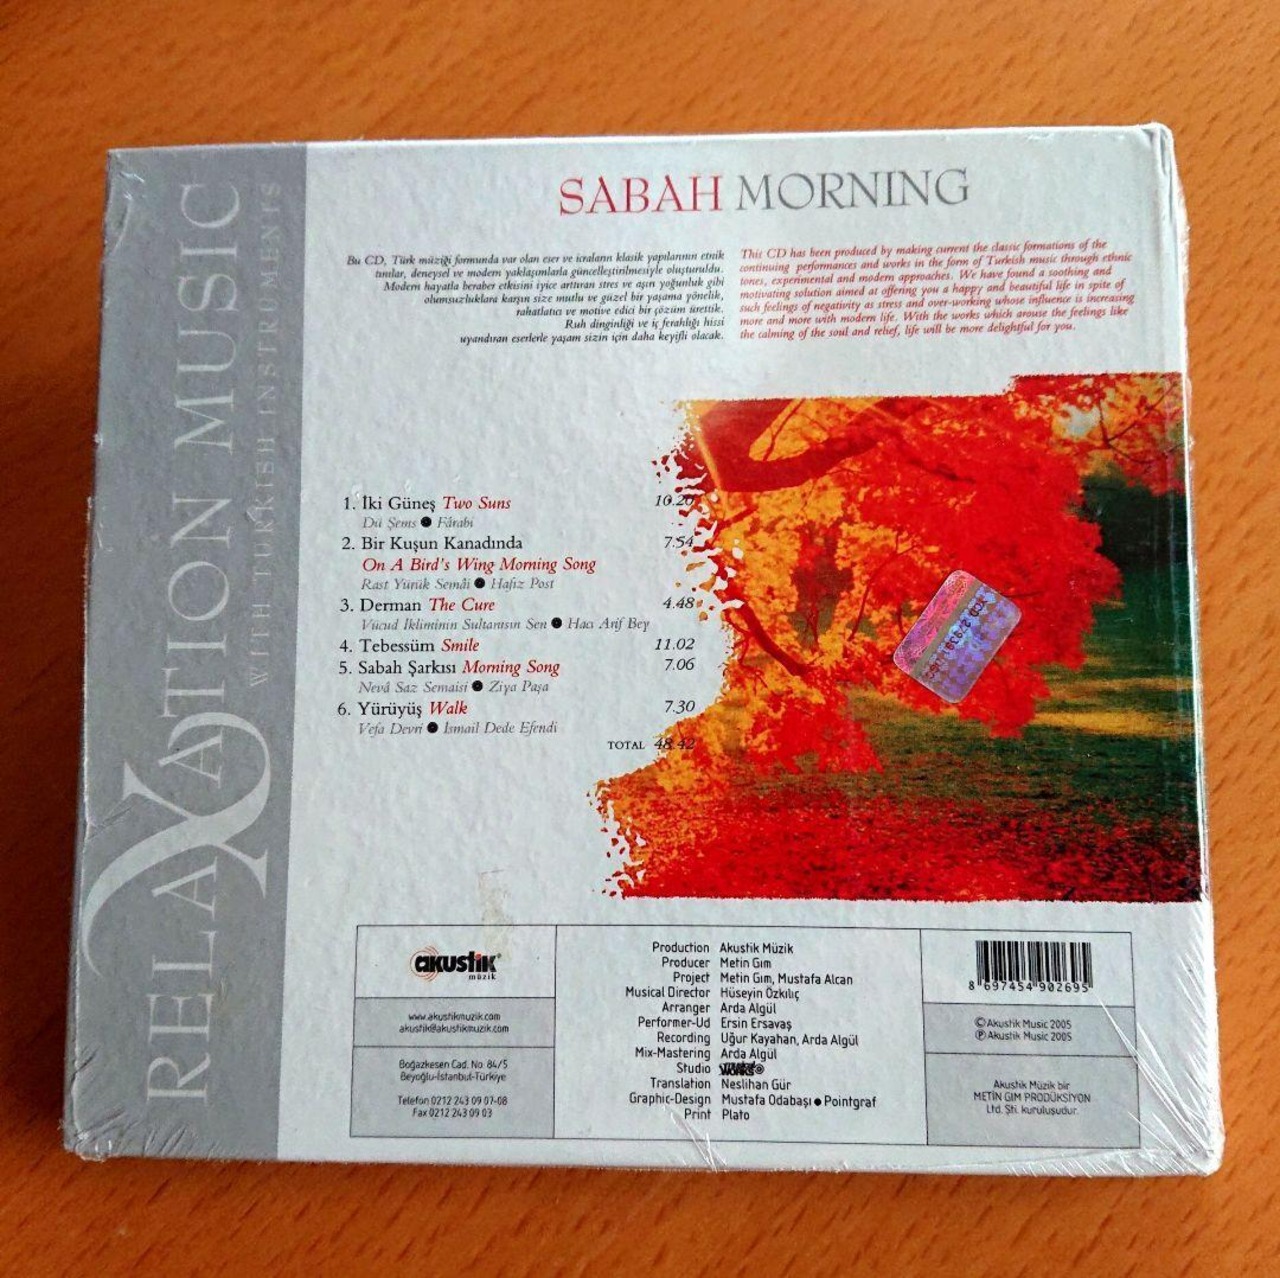 SABAH MORNING
Bu CD, Türk müziği formunda var olan eser ve icraların klasik yapılarının etnik
tınılar, deneysel ve modern yaklaşımlarla güncelleştirilmesiyle oluşturuldu.
Modern hayatla beraber etkisini iyice arttıran stres ve aşırı yoğunluk gibi
olumsuzluklara karşın size mutlu ve güzel bir yaşama yönelik,
rahatlatıcı ve motive edici bir çözüm ürettik.
Ruh dinginliği ve iç ferahlığı hissi
uyandıran eserlerle yaşam sizin için daha keyifli olacak.
This CD has been produced by making current the classic formations of the
continuing performances and works in the form of Turkish music through ethnic
tones, experimental and modern approaches. We have found a soothing and
motivating solution aimed at offering you a happy and beautiful life in spite of
such feelings of negativity as stress and over-working whose influence is increasing
more and more with modern life. With the works which arouse the feelings like
the calming of the soul and relief, life will be more delightful for you.
RELAXATION MUSIC
WITH TURKISH INSTRUMENTS
1. İki Güneş Two Suns 10.20
Dü Şems ● Fârabi
2. Bir Kuşun Kanadında 7.54
On A Bird's Wing Morning Song
Rast Yürük Semâi ● Hafız Post
3. Derman The Cure 4.48
Vücud İkliminin Sultanısın Sen ● Hacı Arif Bey
4. Tebessüm Smile 11.02
5. Sabah Şarkısı Morning Song 7.06
Nevâ Saz Semaisi ● Ziya Paşa
6. Yürüyüş Walk 7.30
Vefa Devri ● İsmail Dede Efendi
TOTAL 48.42
akustik
müzik
www.akustikmuzik.com
akustik@akustikmuzik.com
Boğazkesen Cad. No: 84/5
Beyoğlu-İstanbul-Türkiye
Telefon 0212 243 09 07-08
Fax 0212 243 09 03
Production Akustik Müzik
Producer Metin Gım
Project Metin Gım, Mustafa Alcan
Musical Director Hüseyin Özkılıç
Arranger Arda Algül
Performer-Ud Ersin Ersavaş
Recording Uğur Kayahan, Arda Algül
Mix-Mastering Arda Algül
Studio
Translation Neslihan Gür
Graphic-Design Mustafa Odabaşı ● Pointgraf
Print Plato
8 697454 902695
© Akustik Music 2005
℗ Akustik Music 2005
Akustik Müzik bir
METİN GIM PRODÜKSİYON
Ltd. Şti. kuruluşudur.